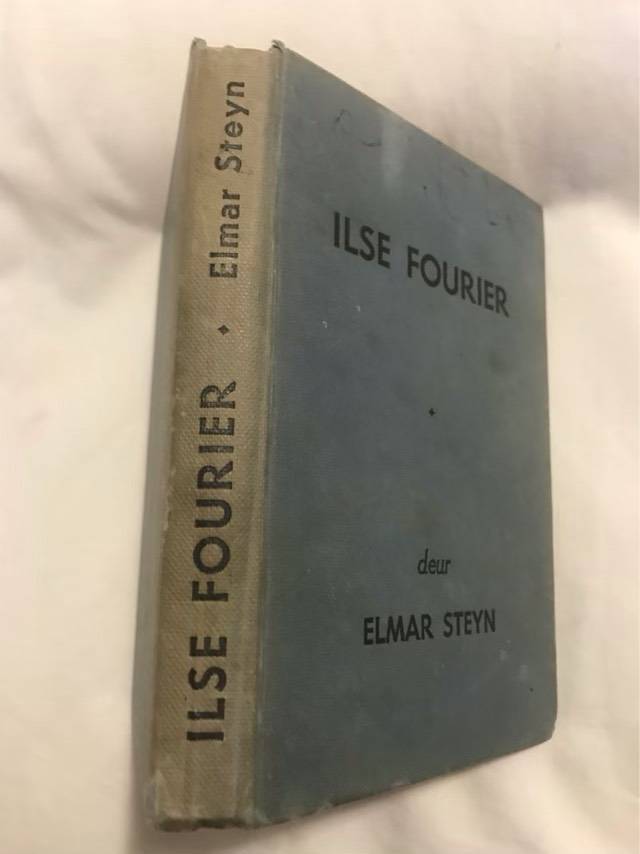 ILSE FOURIER
deur
ELMAR STEYN
ILSE FOURIER • Elmar Steyn